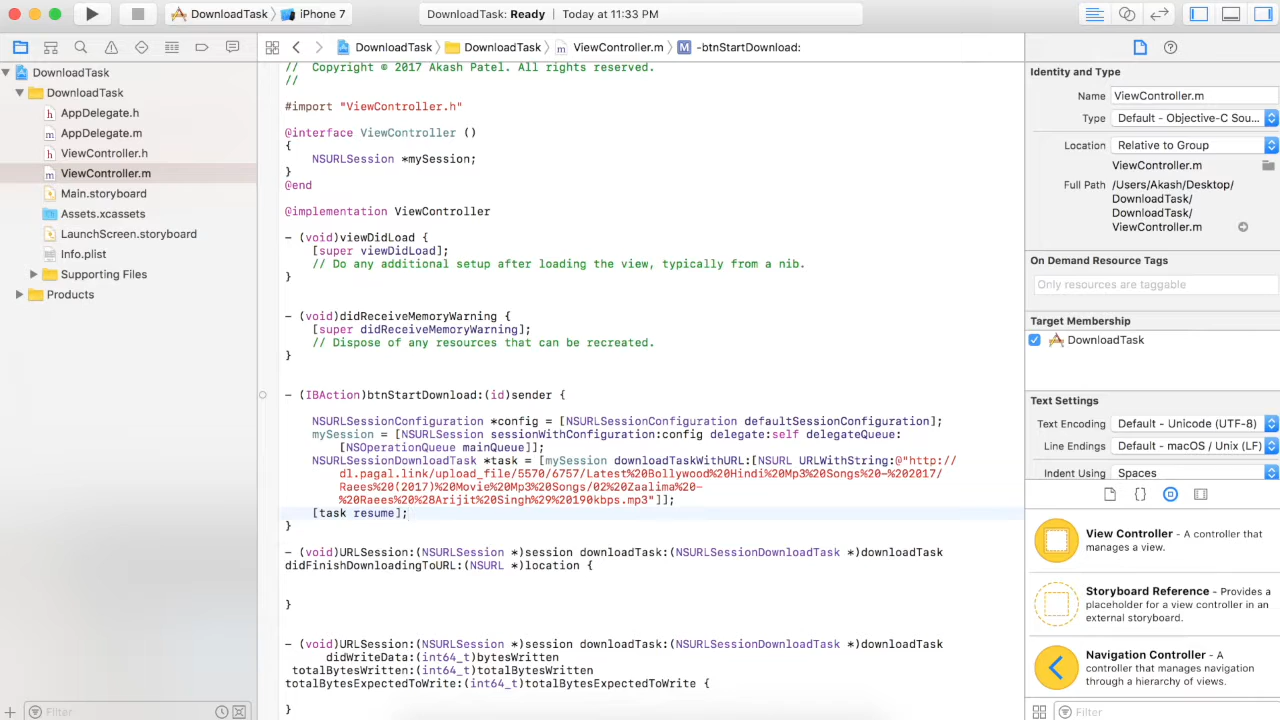 DownloadTask
iPhone 7
DownloadTask: Ready
Today at 11:33 PM
DownloadTask
DownloadTask
ViewController.m
M
-btnStartDownload:
DownloadTask
DownloadTask
h AppDelegate.h
m AppDelegate.m
h ViewController.h
m ViewController.m
Main.storyboard
Assets.xcassets
LaunchScreen.storyboard
Info.plist
Supporting Files
Products
Filter
//  Copyright © 2017 Akash Patel. All rights reserved.
//
#import "ViewController.h"
@interface ViewController ()
{
NSURLSession *mySession;
}
@end
@implementation ViewController
- (void)viewDidLoad {
[super viewDidLoad];
// Do any additional setup after loading the view, typically from a nib.
}
- (void)didReceiveMemoryWarning {
[super didReceiveMemoryWarning];
// Dispose of any resources that can be recreated.
}
- (IBAction)btnStartDownload:(id)sender {
NSURLSessionConfiguration *config = [NSURLSessionConfiguration defaultSessionConfiguration];
mySession = [NSURLSession sessionWithConfiguration:config delegate:self delegateQueue:
[NSOperationQueue mainQueue]];
NSURLSessionDownloadTask *task = [mySession downloadTaskWithURL:[NSURL URLWithString:@"http://
dl.pagal.link/upload_file/5570/6757/Latest%20Bollywood%20Hindi%20Mp3%20Songs%20-%202017/
Raees%20(2017)%20Movie%20Mp3%20Songs/02%20Zaalima%20-
%20Raees%20%28Arijit%20Singh%29%20190kbps.mp3"]];
[task resume];
}
- (void)URLSession:(NSURLSession *)session downloadTask:(NSURLSessionDownloadTask *)downloadTask
didFinishDownloadingToURL:(NSURL *)location {
}
- (void)URLSession:(NSURLSession *)session downloadTask:(NSURLSessionDownloadTask *)downloadTask
didWriteData:(int64_t)bytesWritten
totalBytesWritten:(int64_t)totalBytesWritten
totalBytesExpectedToWrite:(int64_t)totalBytesExpectedToWrite {
}
Identity and Type
Name ViewController.m
Type Default - Objective-C Sou...
Location Relative to Group
ViewController.m
Full Path /Users/Akash/Desktop/
DownloadTask/
DownloadTask/
ViewController.m
On Demand Resource Tags
Only resources are taggable
Target Membership
DownloadTask
Text Settings
Text Encoding Default - Unicode (UTF-8)
Line Endings Default - macOS / Unix (LF)
Indent Using Spaces
View Controller - A controller that
manages a view.
Storyboard Reference - Provides a
placeholder for a view controller in an
external storyboard.
Navigation Controller - A
controller that manages navigation
through a hierarchy of views.
Filter